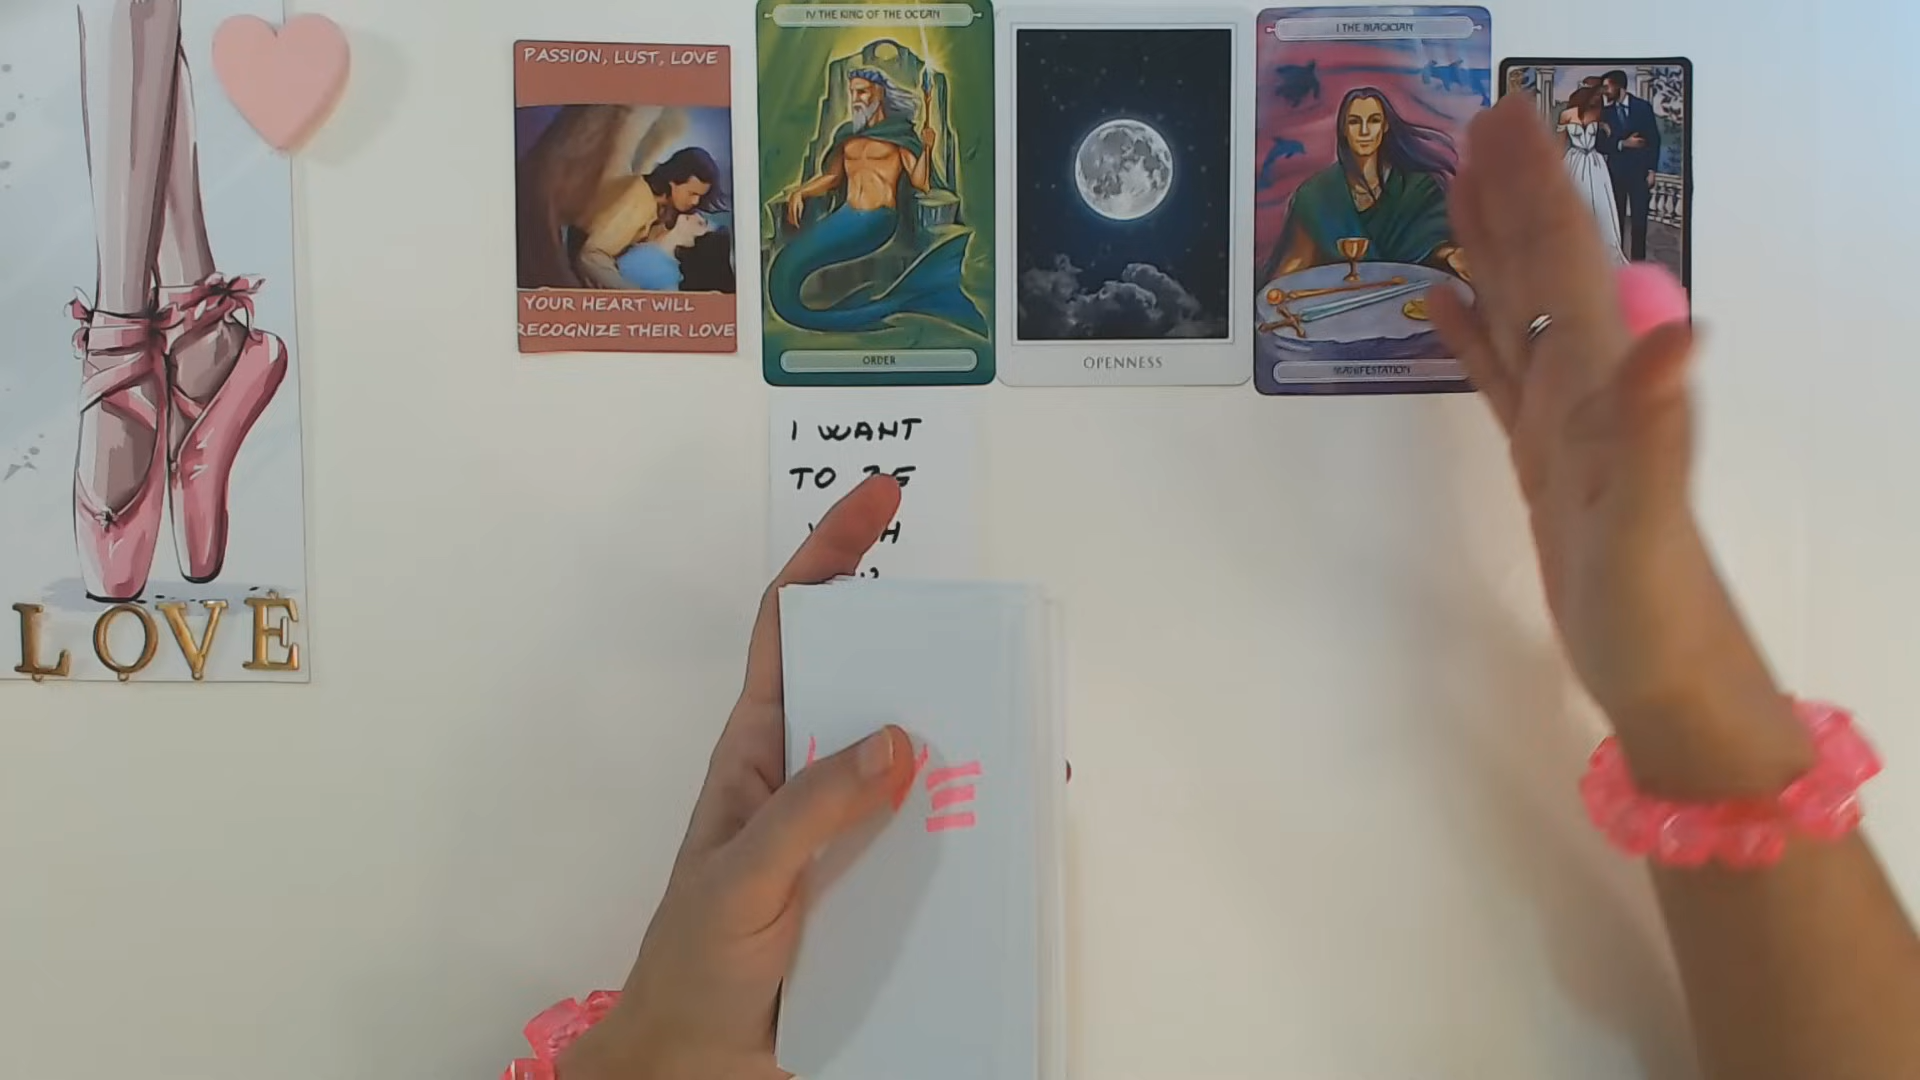 PASSION, LUST, LOVE
YOUR HEART WILL
RECOGNIZE THEIR LOVE
IV THE KING OF THE OCEAN
ORDER
OPENNESS
I THE MAGICIAN
MANIFESTATION
I WANT
TO
LOVE